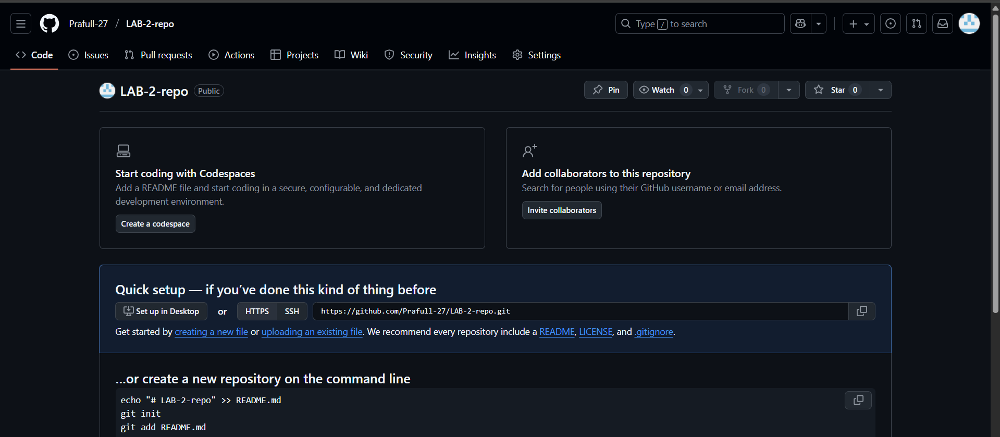 Prafull-27 / LAB-2-repo
Type / to search
Code Issues Pull requests Actions Projects Wiki Security Insights Settings
LAB-2-repo Public
Pin Watch 0 Fork 0 Star 0
Start coding with Codespaces
Add a README file and start coding in a secure, configurable, and dedicated
development environment.
Create a codespace
Add collaborators to this repository
Search for people using their GitHub username or email address.
Invite collaborators
Quick setup — if you’ve done this kind of thing before
Set up in Desktop or HTTPS SSH https://github.com/Prafull-27/LAB-2-repo.git
Get started by creating a new file or uploading an existing file. We recommend every repository include a README, LICENSE, and .gitignore.
…or create a new repository on the command line
echo "# LAB-2-repo" >> README.md
git init
git add README.md